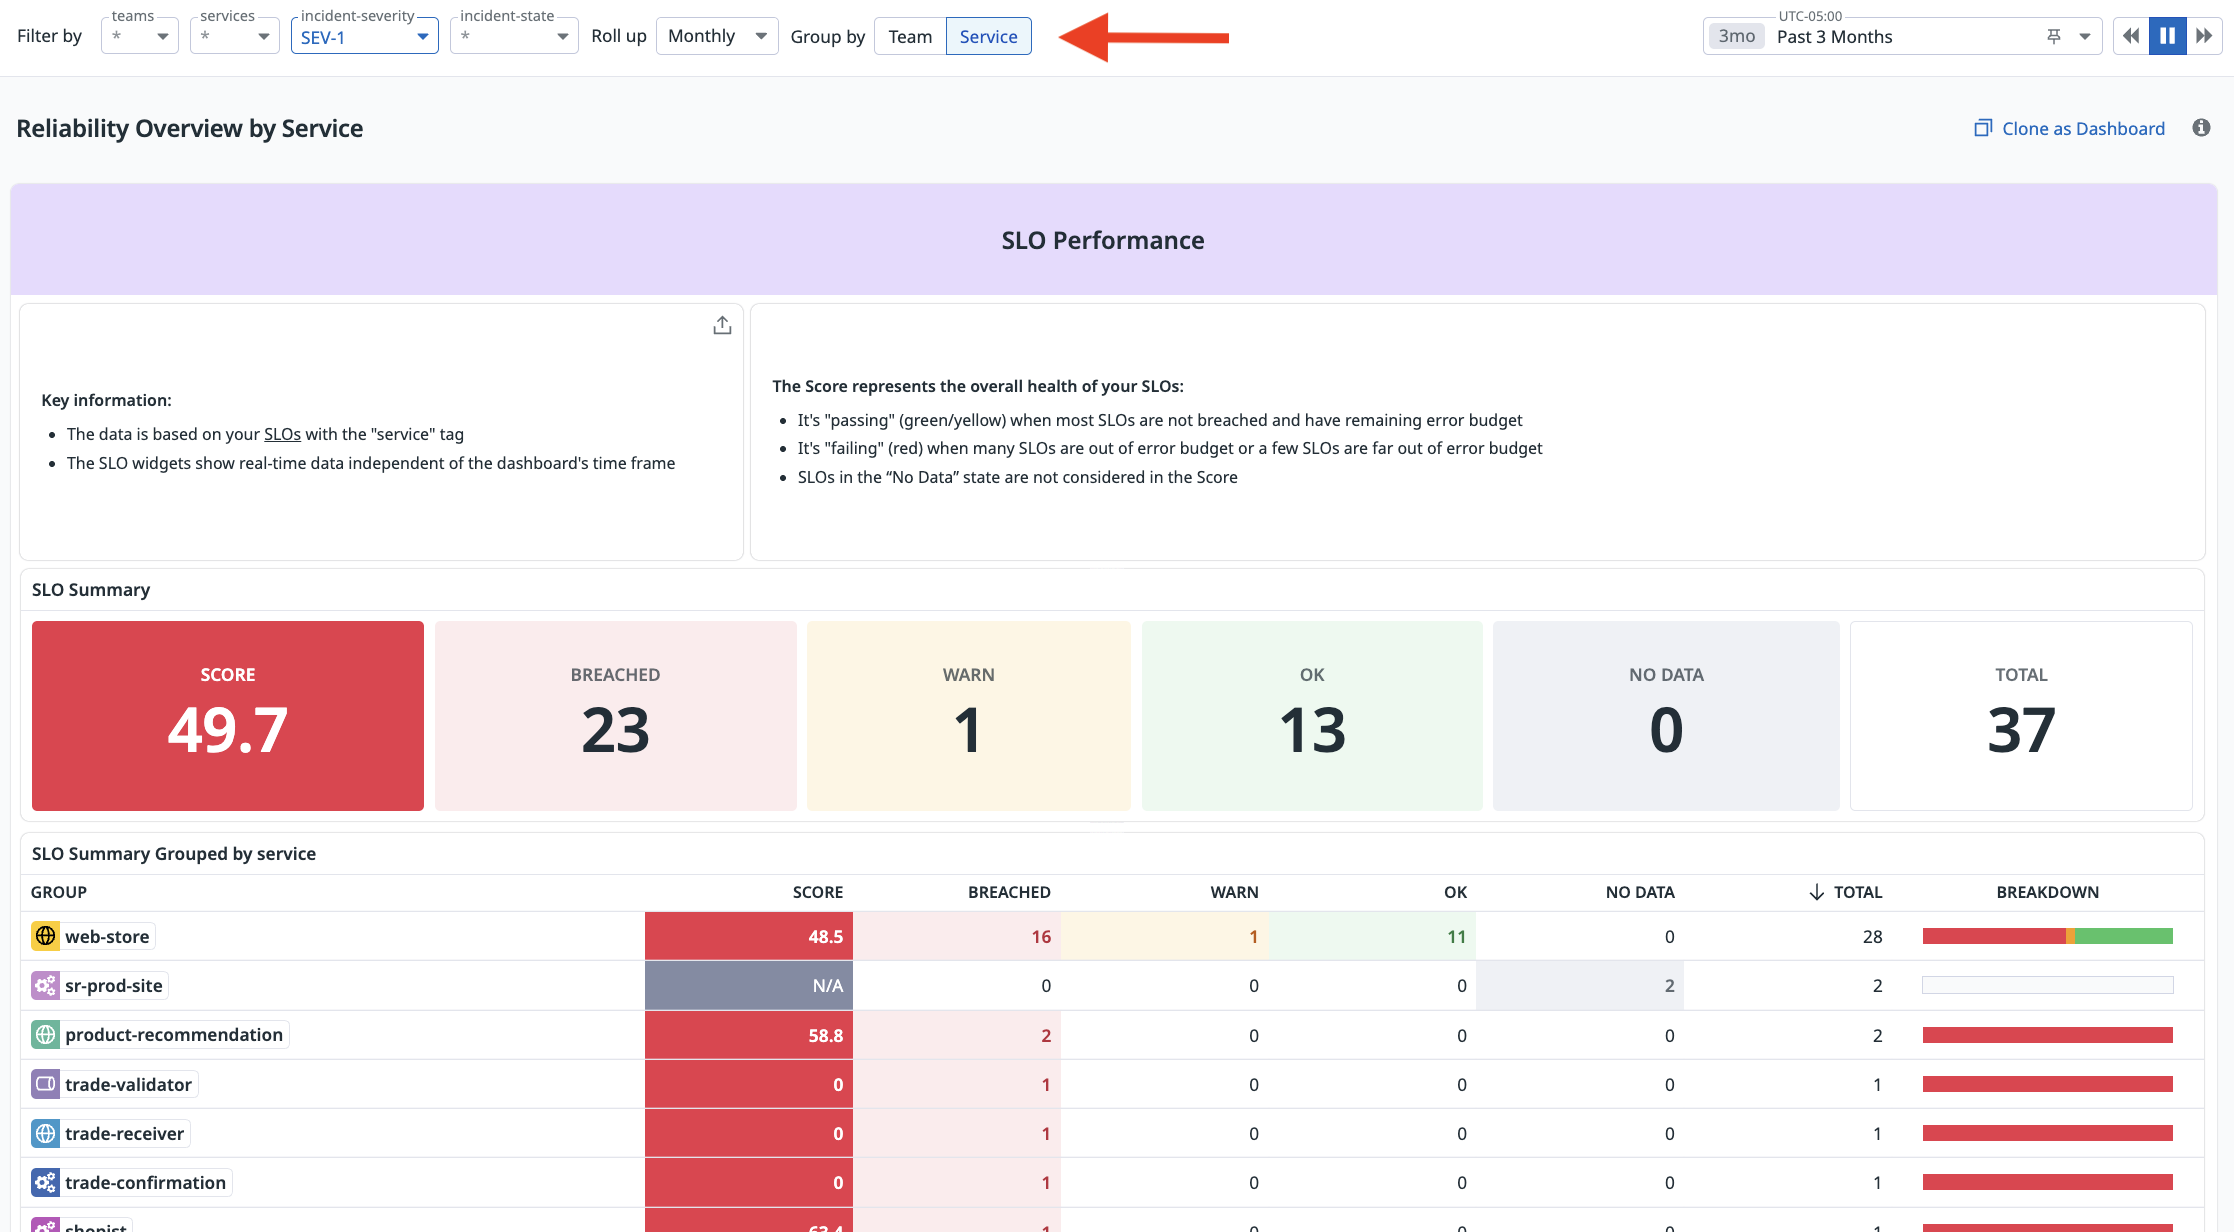 Filter by teams * services * incident-severity SEV-1 incident-state * Roll up Monthly Group by Team Service UTC-05:00 3mo Past 3 Months
Reliability Overview by Service Clone as Dashboard
SLO Performance
Key information:
• The data is based on your SLOs with the "service" tag
• The SLO widgets show real-time data independent of the dashboard's time frame
The Score represents the overall health of your SLOs:
• It's "passing" (green/yellow) when most SLOs are not breached and have remaining error budget
• It's "failing" (red) when many SLOs are out of error budget or a few SLOs are far out of error budget
• SLOs in the “No Data” state are not considered in the Score
SLO Summary
SCORE BREACHED WARN OK NO DATA TOTAL
49.7 23 1 13 0 37
SLO Summary Grouped by service
GROUP SCORE BREACHED WARN OK NO DATA TOTAL BREAKDOWN
web-store 48.5 16 1 11 0 28
sr-prod-site N/A 0 0 0 2 2
product-recommendation 58.8 2 0 0 0 2
trade-validator 0 1 0 0 0 1
trade-receiver 0 1 0 0 0 1
trade-confirmation 0 1 0 0 0 1
shopist 63.4 1 0 0 0 1